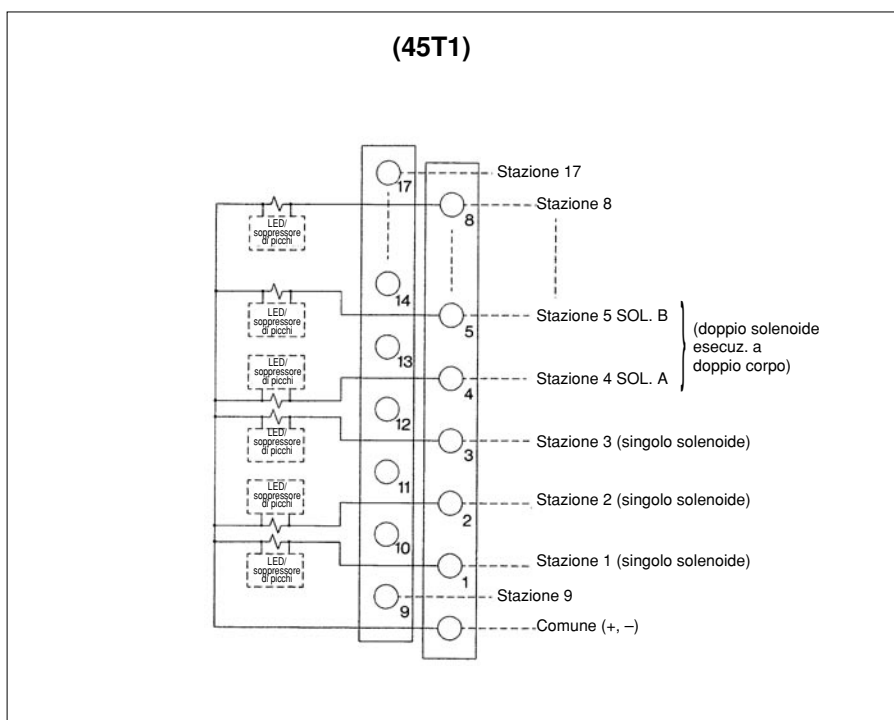 (45T1)
17
Stazione 17
8
Stazione 8
LED/
soppressore
di picchi
14
LED/
soppressore
di picchi
5
Stazione 5 SOL. B
(doppio solenoide
esecuz. a
doppio corpo)
13
LED/
soppressore
di picchi
4
Stazione 4 SOL. A
12
LED/
soppressore
di picchi
3
Stazione 3 (singolo solenoide)
11
LED/
soppressore
di picchi
2
Stazione 2 (singolo solenoide)
10
LED/
soppressore
di picchi
1
Stazione 1 (singolo solenoide)
9
Stazione 9
Comune (+, –)